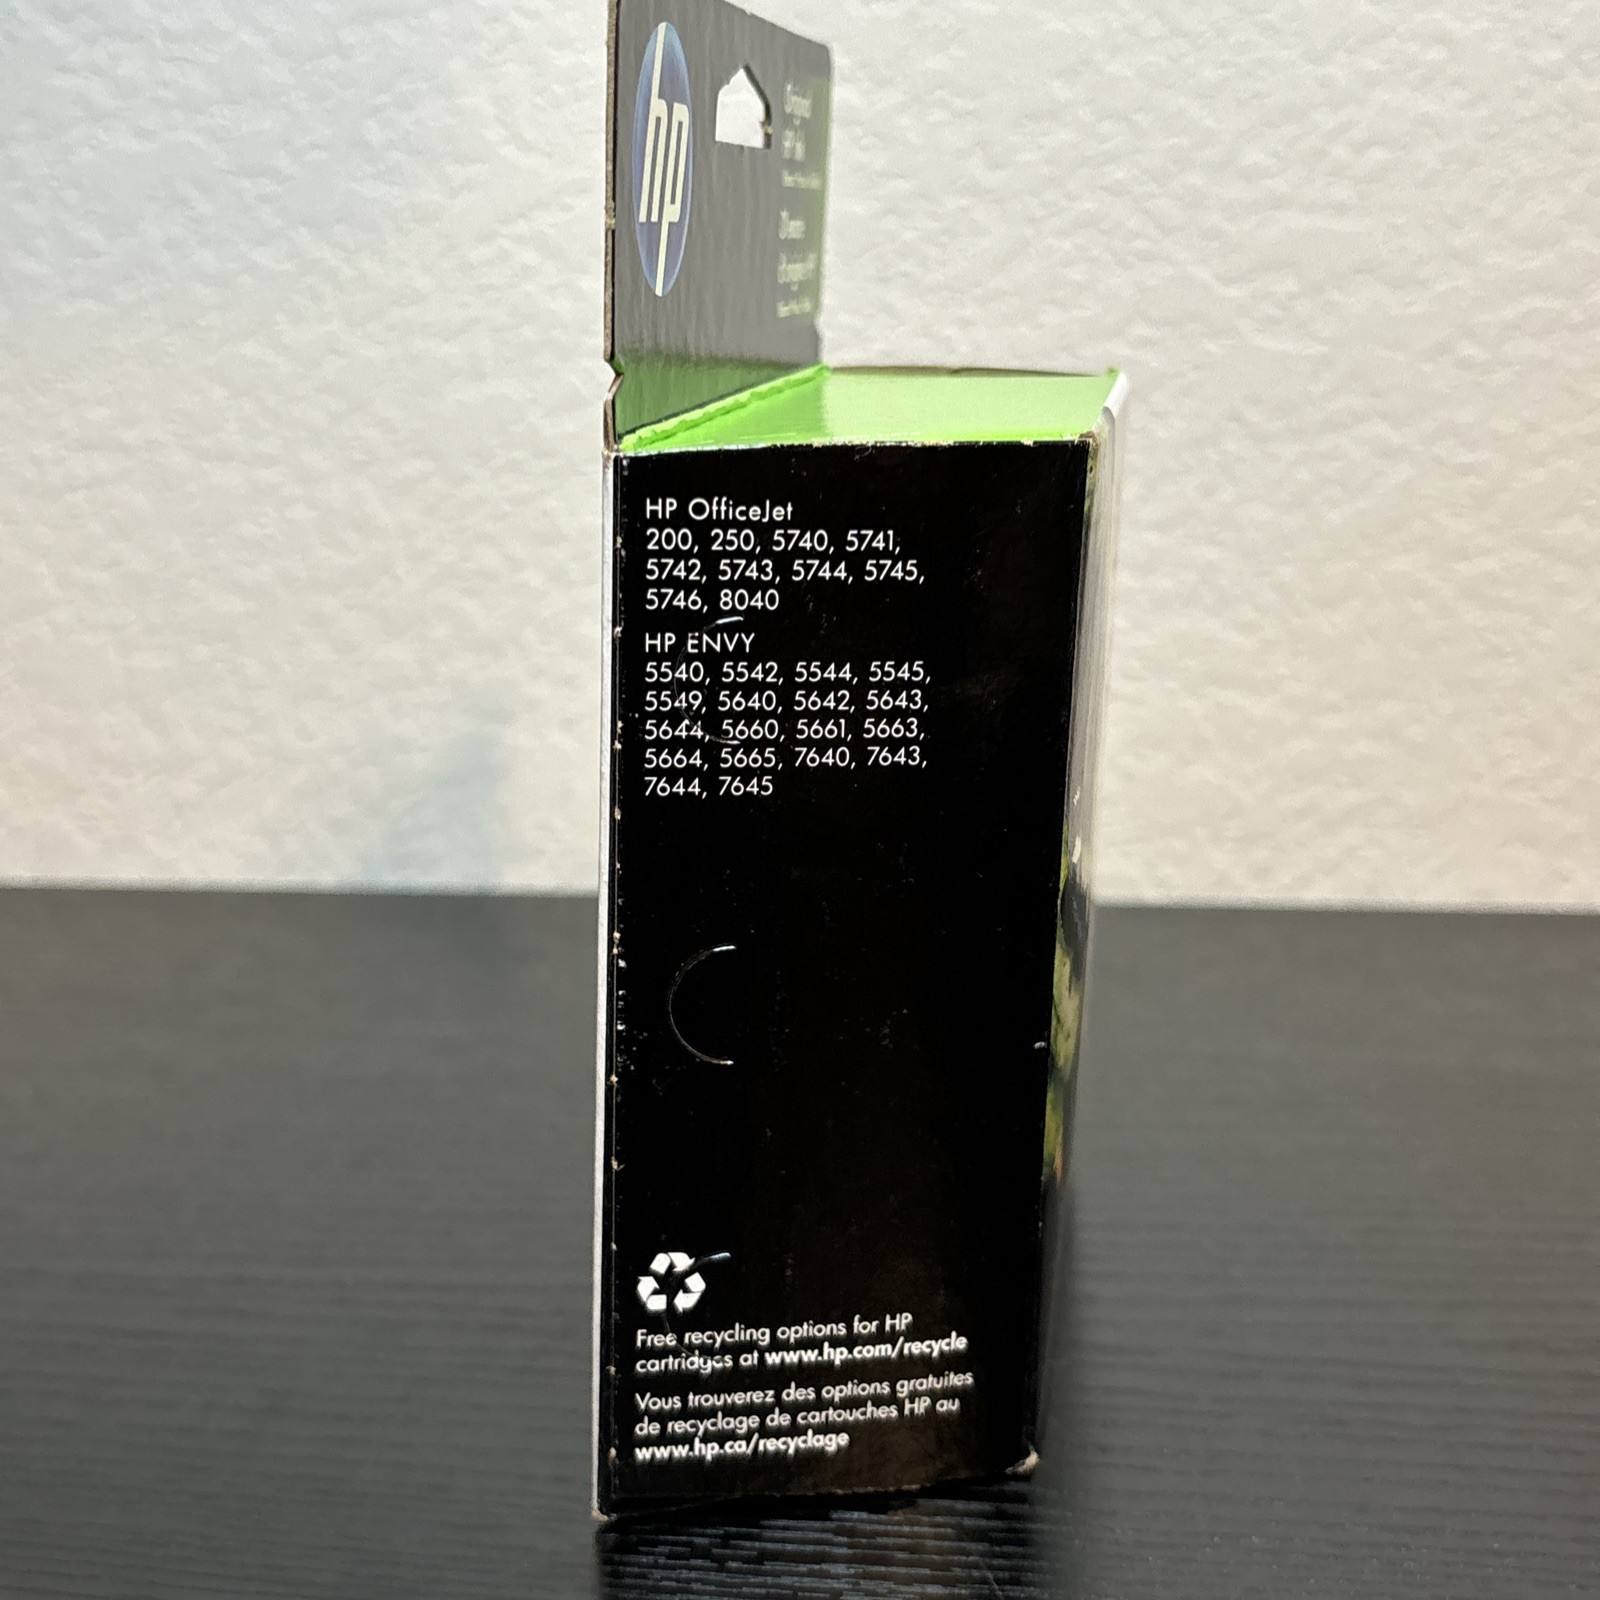 hp
Original
HP Ink
HP OfficeJet
200, 250, 5740, 5741,
5742, 5743, 5744, 5745,
5746, 8040
HP ENVY
5540, 5542, 5544, 5545,
5549, 5640, 5642, 5643,
5644, 5660, 5661, 5663,
5664, 5665, 7640, 7643,
7644, 7645
Free recycling options for HP
cartridges at www.hp.com/recycle
Vous trouverez des options gratuites
de recyclage de cartouches HP au
www.hp.ca/recyclage